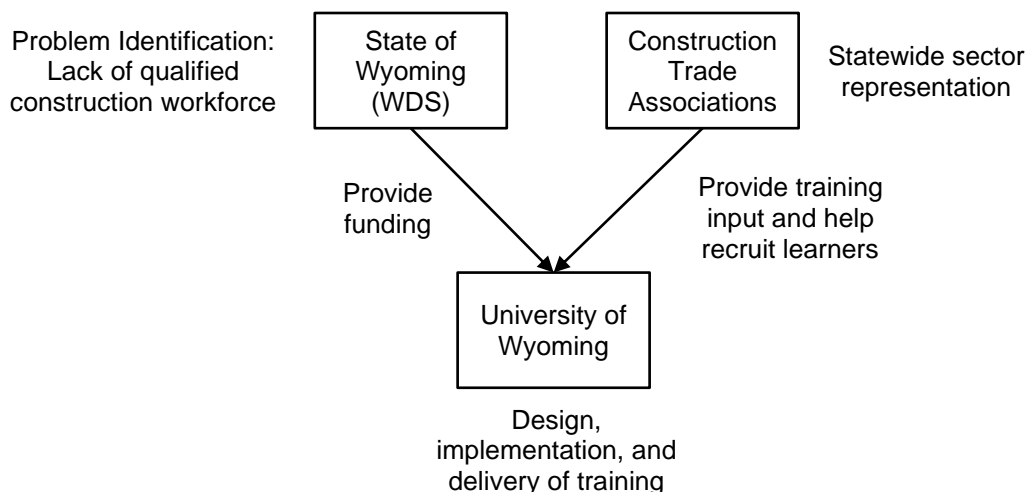 Problem Identification:
Lack of qualified
construction workforce
State of
Wyoming
(WDS)
Construction
Trade
Associations
Statewide sector
representation
Provide
funding
Provide training
input and help
recruit learners
University of
Wyoming
Design,
implementation, and
delivery of training